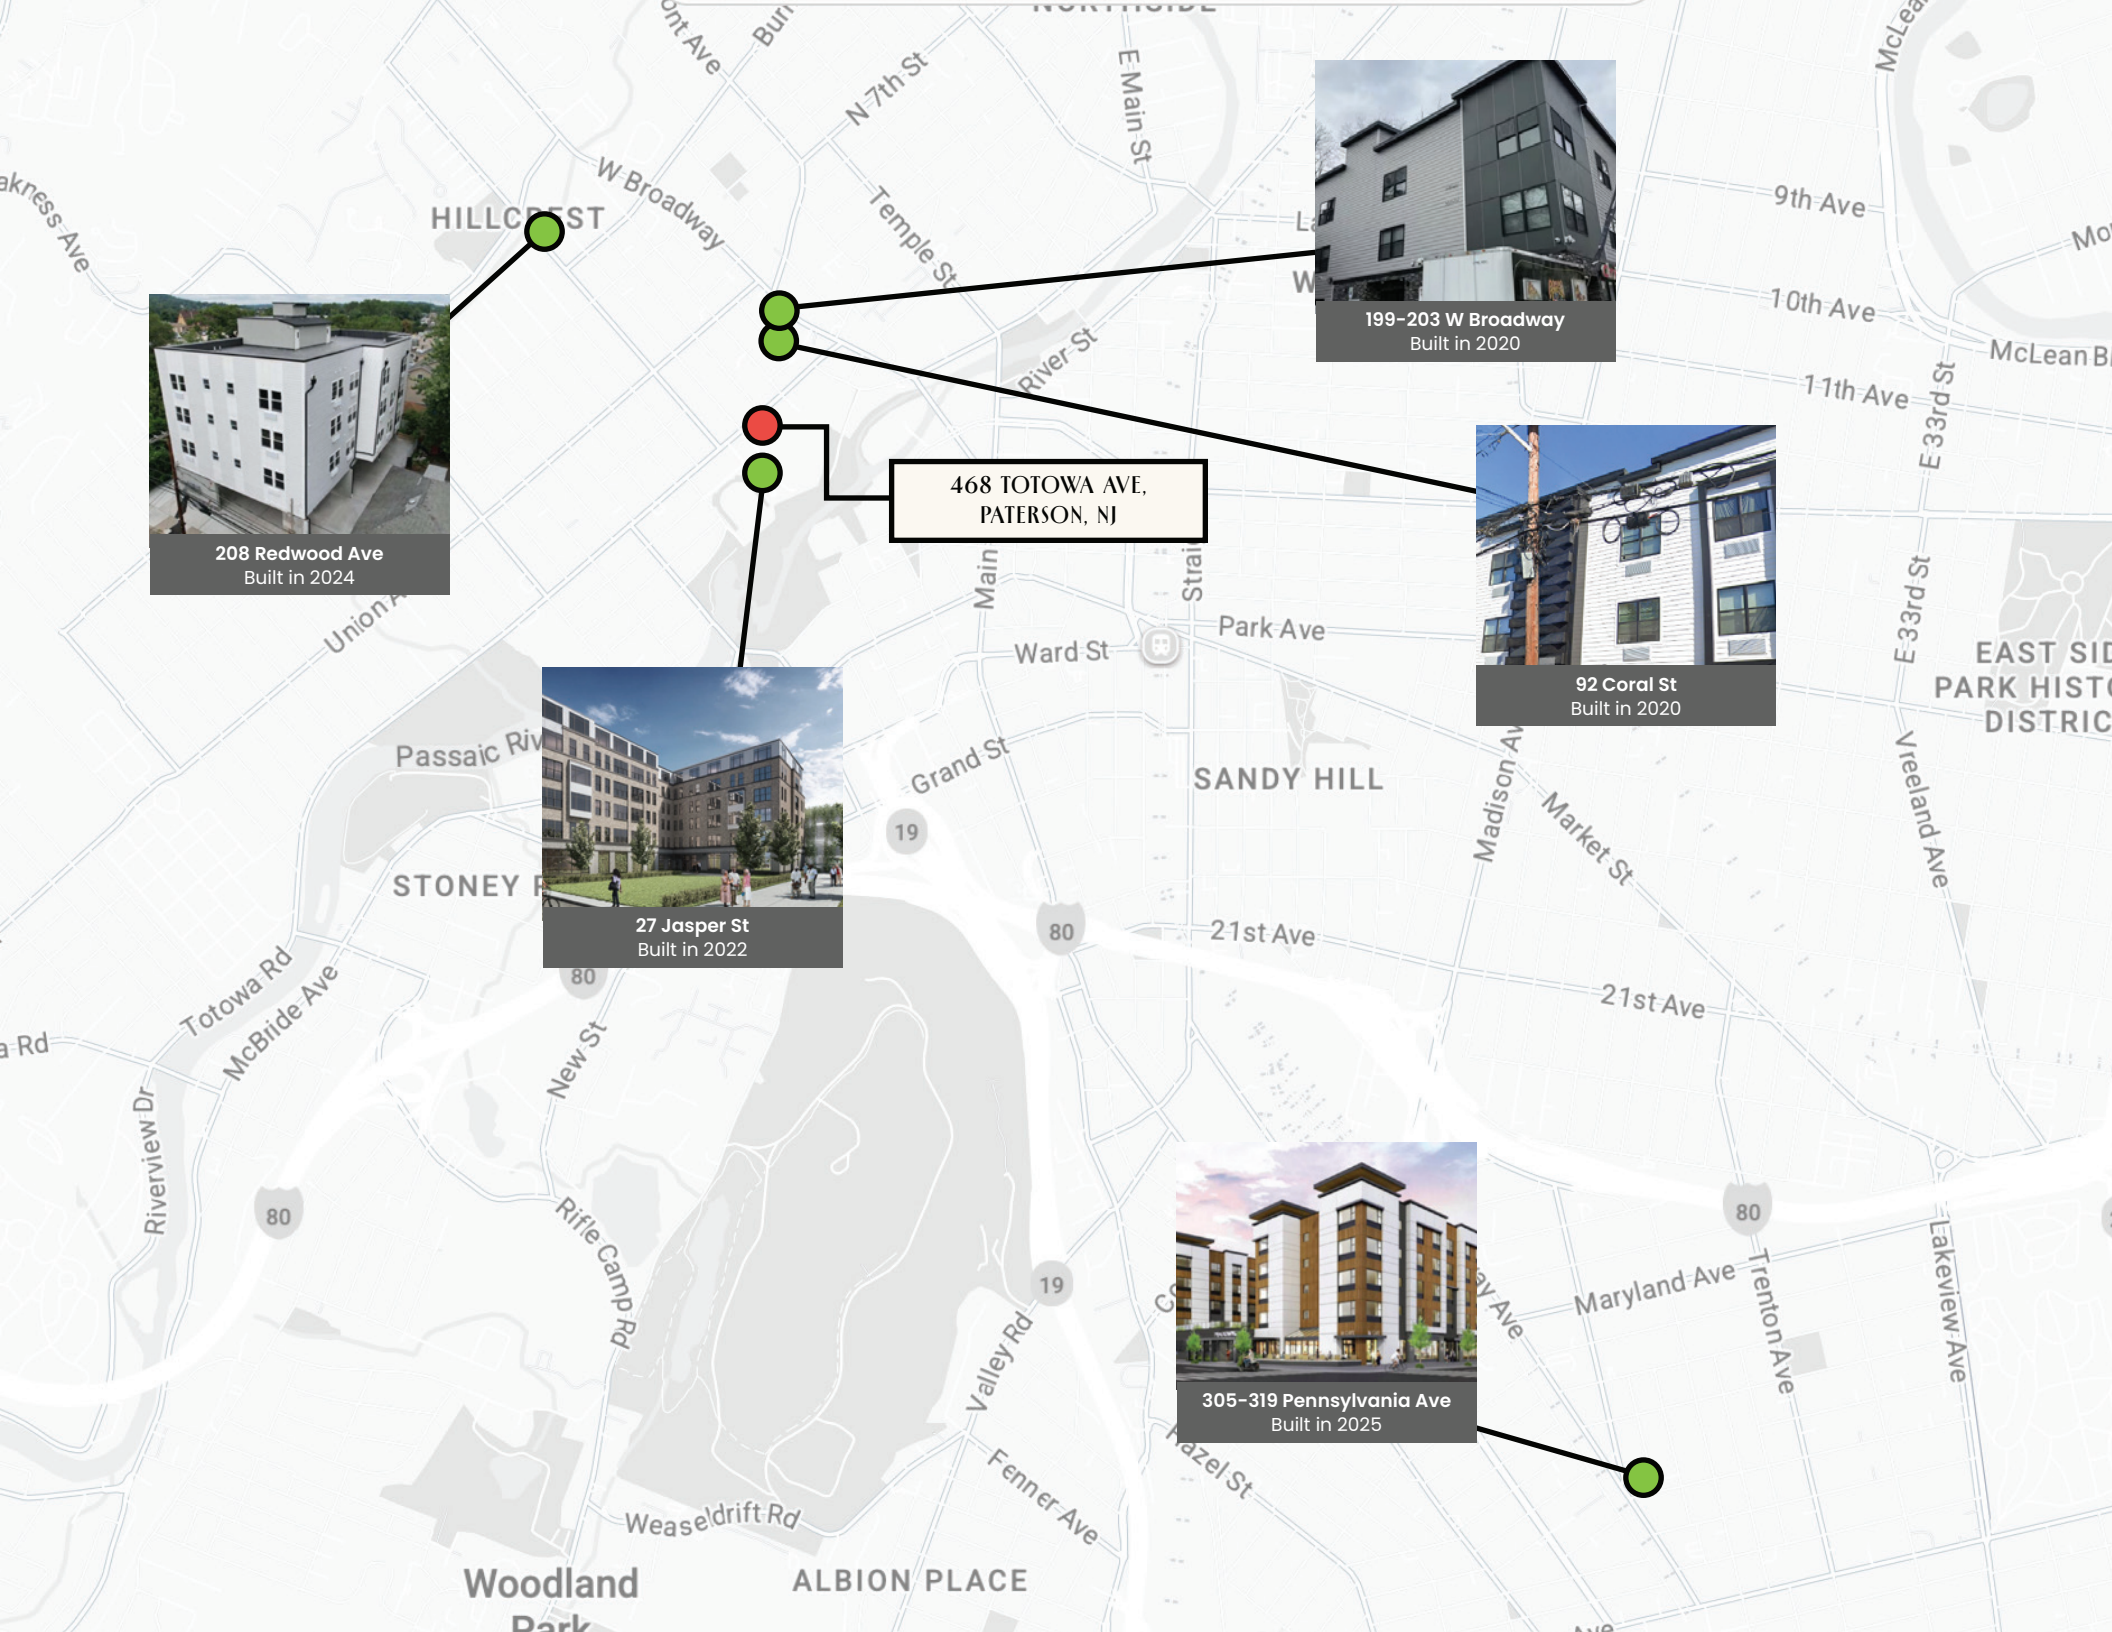 NORTHSIDE
N 7th St
E Main St
W Broadway
HILLCREST
Temple St
River St
9th Ave
10th Ave
McLean B
11th Ave
E 33rd St
199-203 W Broadway
Built in 2020
208 Redwood Ave
Built in 2024
468 TOTOWA AVE,
PATERSON, NJ
Main
Park Ave
Ward St
E 33rd St
92 Coral St
Built in 2020
EAST SID
PARK HISTO
DISTRIC
Passaic Riv
Grand St
SANDY HILL
Madison Av
Market St
Vreeland Ave
19
STONEY
27 Jasper St
Built in 2022
80
80
21st Ave
21st Ave
Totowa Rd
McBride Ave
a Rd
New St
Riverview Dr
80
Rifle Camp Rd
80
19
Valley Rd
Maryland Ave
Trenton Ave
Lakeview Ave
305-319 Pennsylvania Ave
Built in 2025
Hazel St
Fenner Ave
Weaseldrift Rd
Woodland
Park
ALBION PLACE